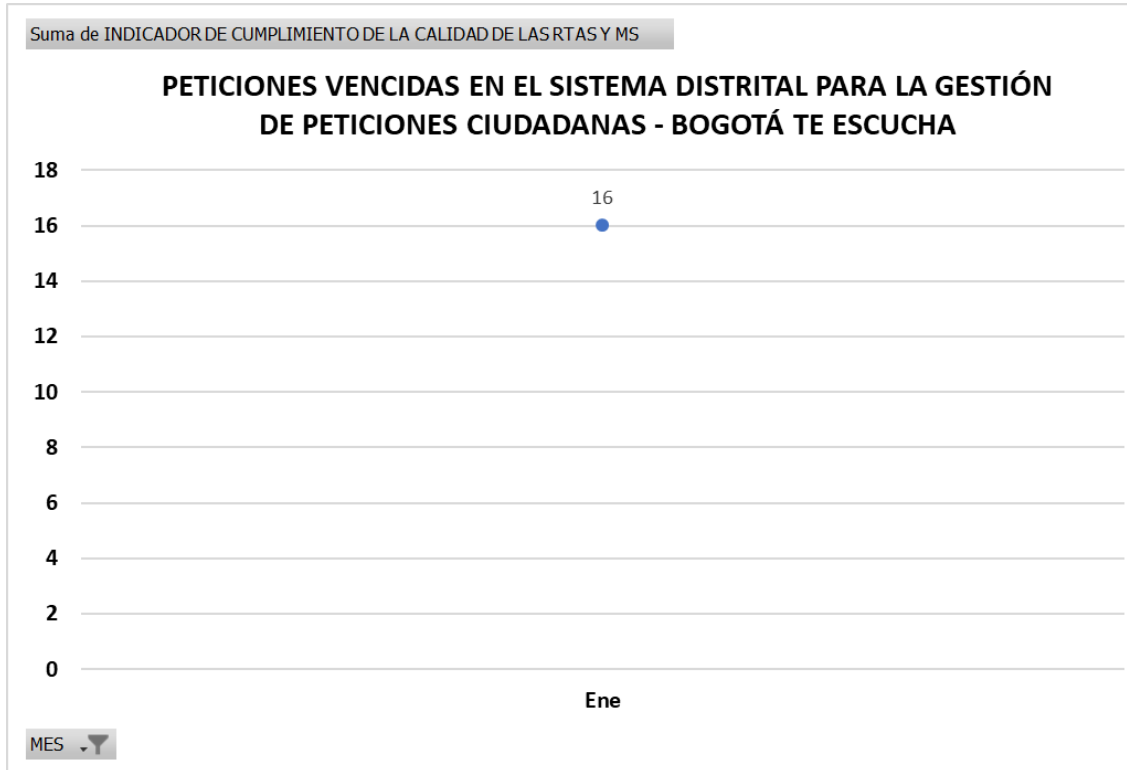 Suma de INDICADOR DE CUMPLIMIENTO DE LA CALIDAD DE LAS RTAS Y MS
PETICIONES VENCIDAS EN EL SISTEMA DISTRITAL PARA LA GESTIÓN
DE PETICIONES CIUDADANAS - BOGOTÁ TE ESCUCHA
18
16
16
14
12
10
8
6
4
2
0
Ene
MES